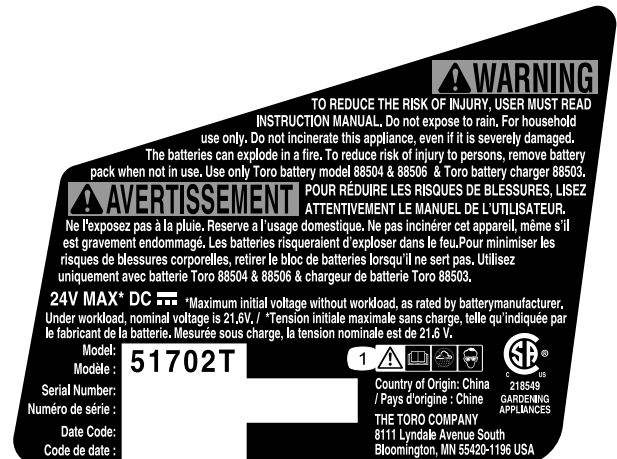 WARNING
TO REDUCE THE RISK OF INJURY, USER MUST READ
INSTRUCTION MANUAL. Do not expose to rain. For household
use only. Do not incinerate this appliance, even if it is severely damaged.
The batteries can explode in a fire. To reduce risk of injury to persons, remove battery
pack when not in use. Use only Toro battery model 88504 & 88506 & Toro battery charger 88503.
AVERTISSEMENT
POUR RÉDUIRE LES RISQUES DE BLESSURES, LISEZ
ATTENTIVEMENT LE MANUEL DE L'UTILISATEUR.
Ne l'exposez pas à la pluie. Reserve a l'usage domestique. Ne pas incinérer cet appareil, même s'il
est gravement endommagé. Les batteries risqueraient d'exploser dans le feu.Pour minimiser les
risques de blessures corporelles, retirer le bloc de batteries lorsqu'il ne sert pas. Utilisez
uniquement avec batterie Toro 88504 & 88506 & chargeur de batterie Toro 88503.
24V MAX* DC *Maximum initial voltage without workload, as rated by batterymanufacturer.
Under workload, nominal voltage is 21,6V. / *Tension initiale maximale sans charge, telle qu'indiquée par
le fabricant de la batterie. Mesurée sous charge, la tension nominale est de 21.6 V.
Model:
Modèle :
51702T
Serial Number:
Numéro de série :
Date Code:
Code de date :
1
Country of Origin: China
/ Pays d'origine : Chine
THE TORO COMPANY
8111 Lyndale Avenue South
Bloomington, MN 55420-1196 USA
SA ®
C US
218549
GARDENING
APPLIANCES